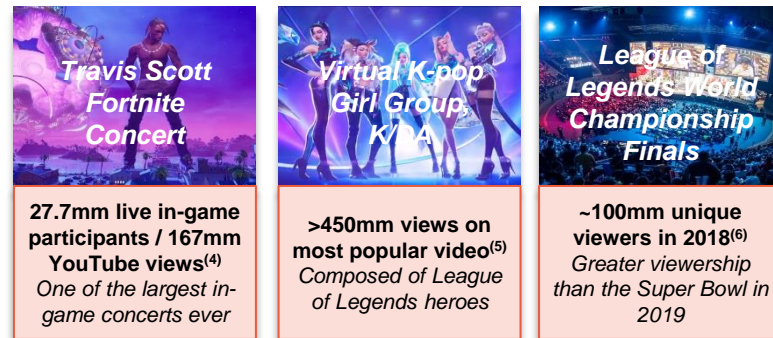 Travis Scott
Fortnite
Concert
27.7mm live in-game
participants / 167mm
YouTube views(4)
One of the largest in-
game concerts ever
Virtual K-pop
Girl Group,
K/DA
>450mm views on
most popular video(5)
Composed of League
of Legends heroes
League of
Legends World
Championship
Finals
~100mm unique
viewers in 2018(6)
Greater viewership
than the Super Bowl in
2019